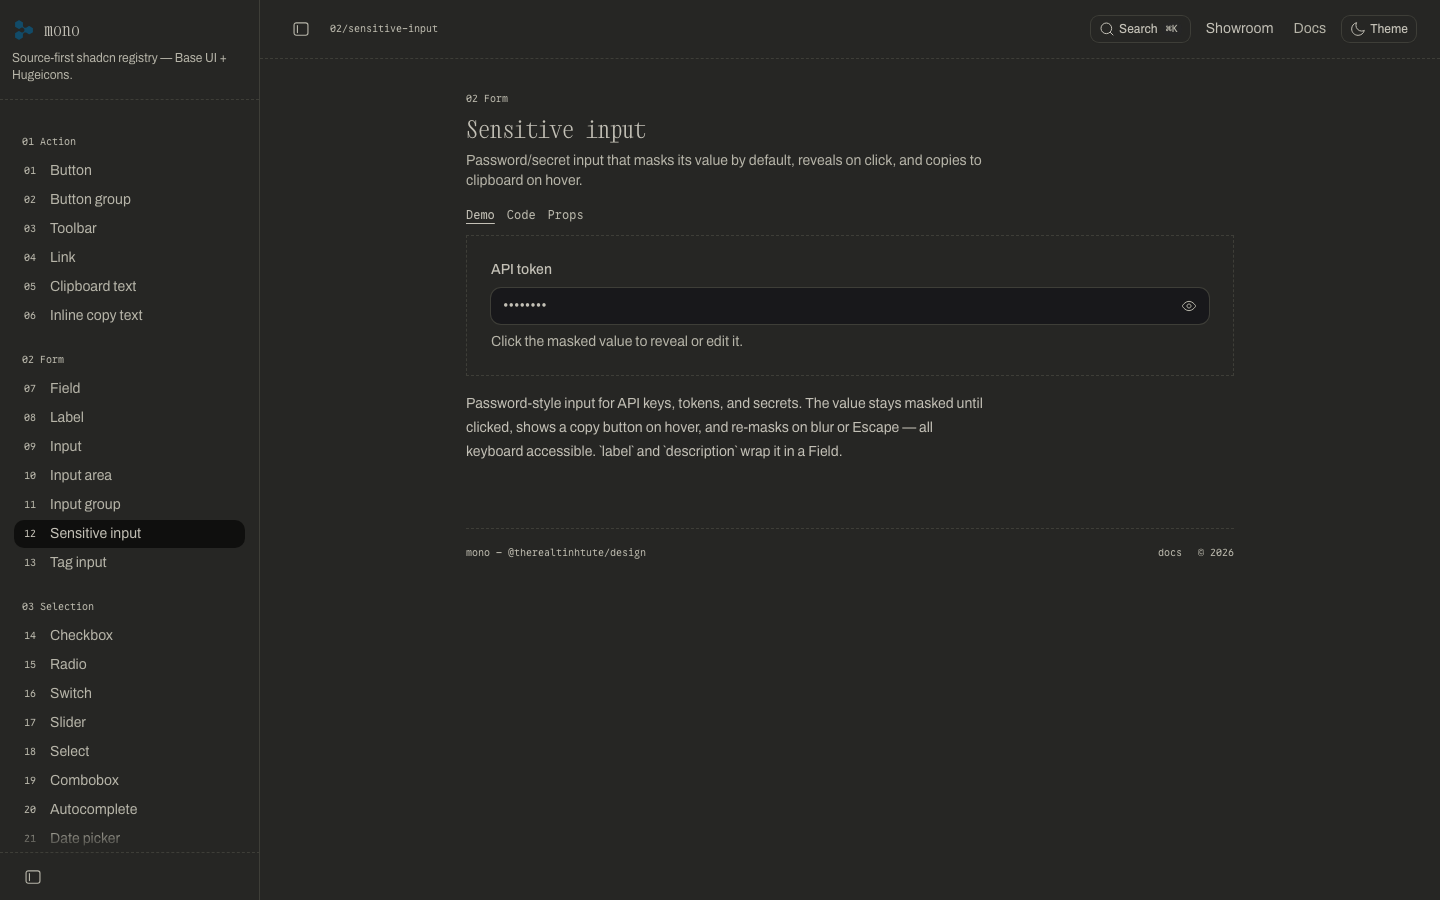 mono
Source-first shadcn registry — Base UI +
Hugeicons.
01 Action
01 Button
02 Button group
03 Toolbar
04 Link
05 Clipboard text
06 Inline copy text
02 Form
07 Field
08 Label
09 Input
10 Input area
11 Input group
12 Sensitive input
13 Tag input
03 Selection
14 Checkbox
15 Radio
16 Switch
17 Slider
18 Select
19 Combobox
20 Autocomplete
21 Date picker
02/sensitive-input
Search ⌘K
Showroom
Docs
Theme
02 Form
Sensitive input
Password/secret input that masks its value by default, reveals on click, and copies to
clipboard on hover.
Demo Code Props
API token
••••••••
Click the masked value to reveal or edit it.
Password-style input for API keys, tokens, and secrets. The value stays masked until
clicked, shows a copy button on hover, and re-masks on blur or Escape — all
keyboard accessible. `label` and `description` wrap it in a Field.
mono — @therealtinhtute/design
docs © 2026